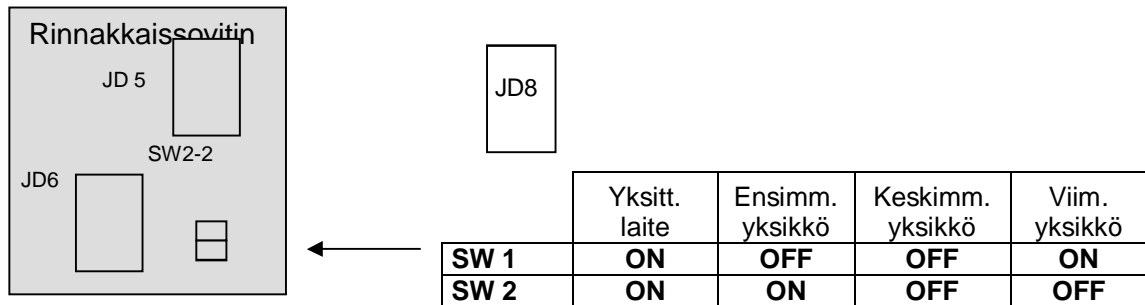 Rinnakkaissovitin
JD 5
SW2-2
JD6
JD8
Yksitt. laite Ensimm. yksikkö Keskimm. yksikkö Viim. yksikkö
SW 1 ON OFF OFF ON
SW 2 ON ON OFF OFF